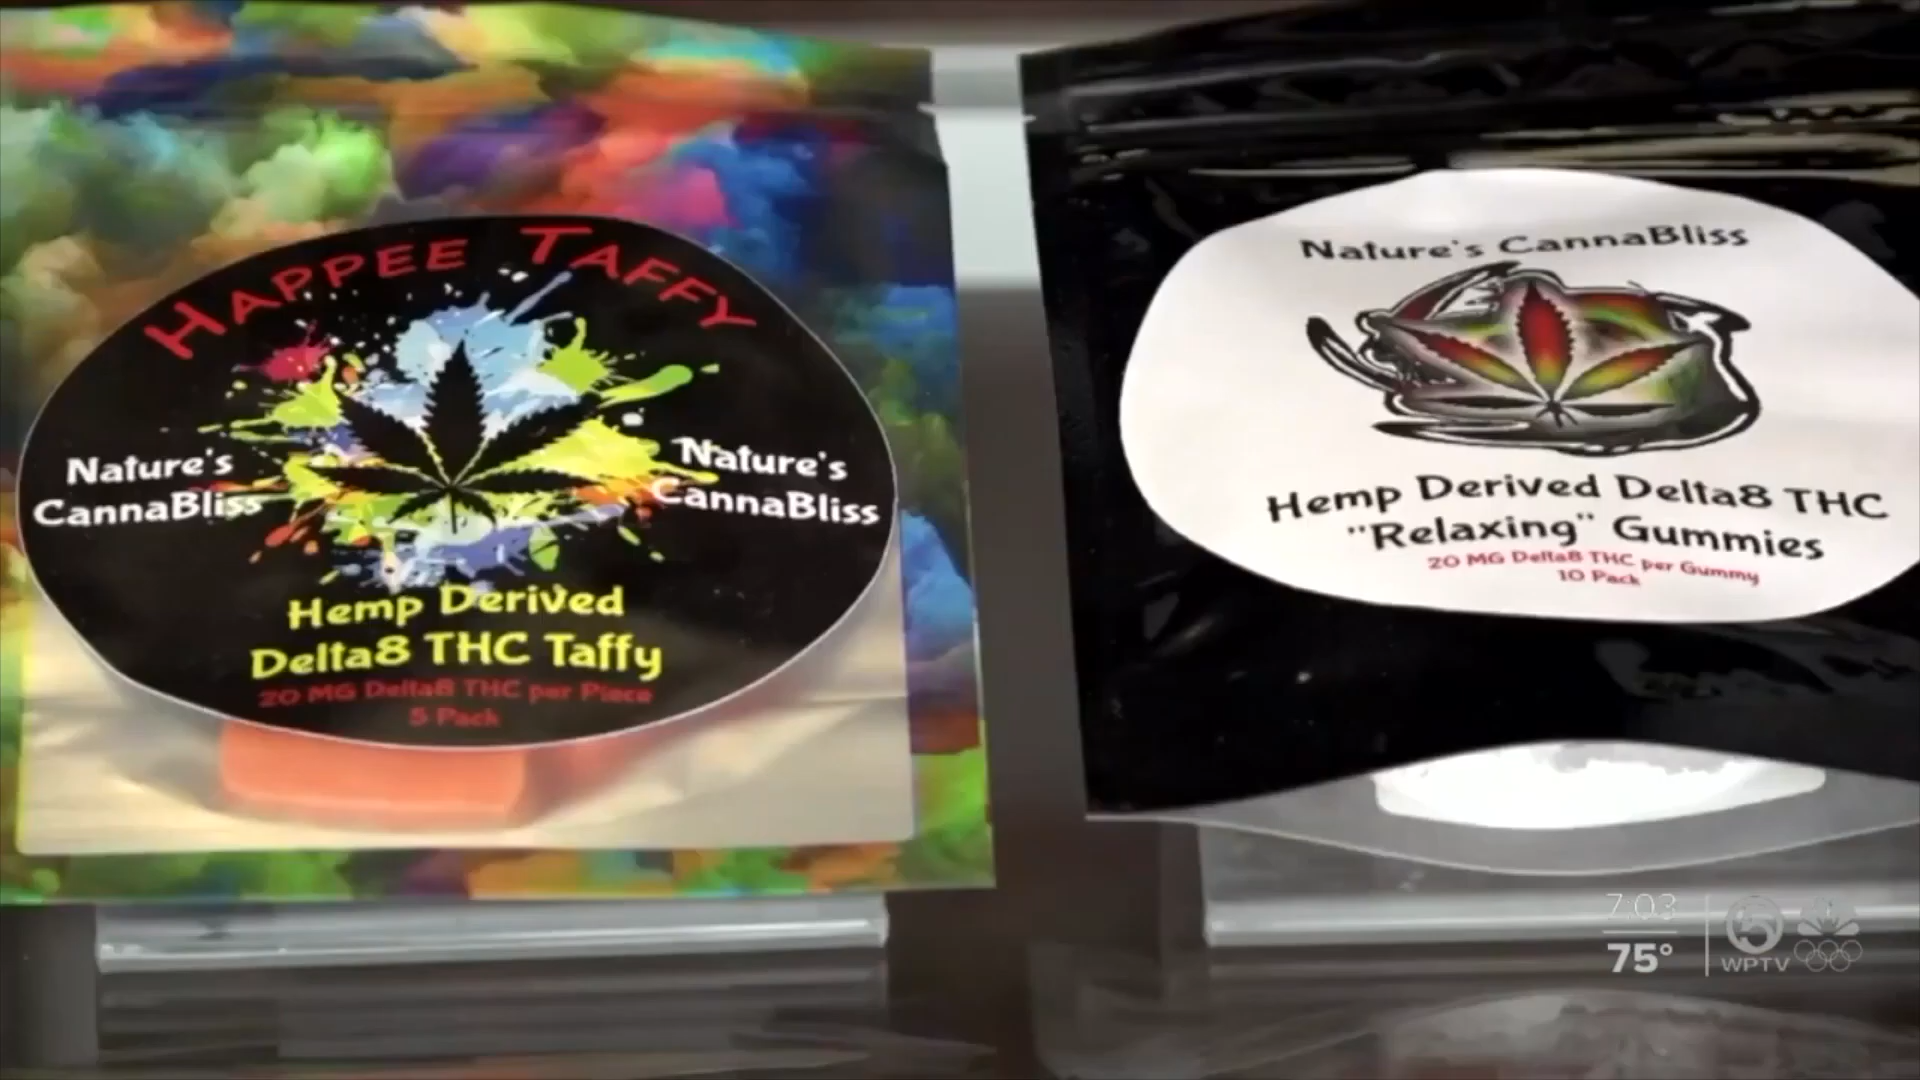 HAPPEE TAFFY
Nature's
CannaBliss
Nature's
CannaBliss
Hemp Derived
Delta8 THC Taffy
20 MG Delta8 THC per Piece
5 Pack
Nature's CannaBliss
Hemp Derived Delta8 THC
"Relaxing" Gummies
20 MG Delta8 THC per Gummy
10 Pack
7:03
75°
5
WPTV